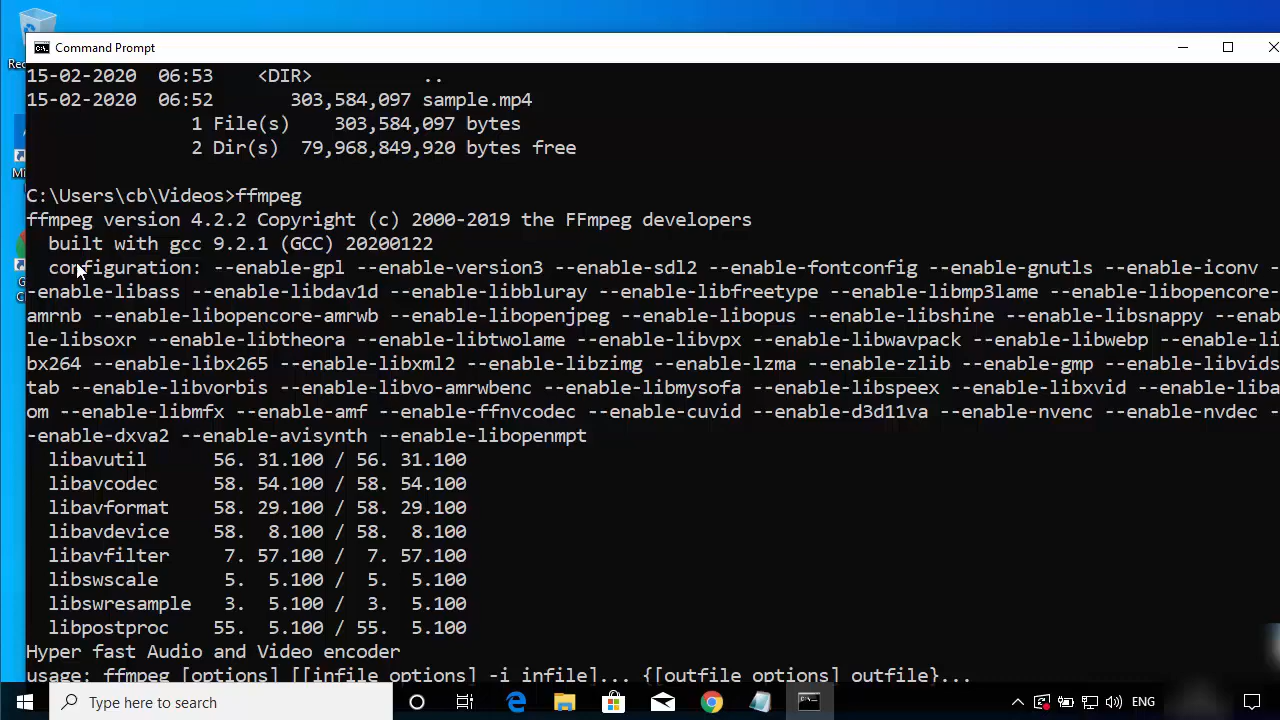 Command Prompt
15-02-2020  06:53    <DIR>          ..
15-02-2020  06:52       303,584,097 sample.mp4
               1 File(s)    303,584,097 bytes
               2 Dir(s)  79,968,849,920 bytes free
C:\Users\cb\Videos>ffmpeg
ffmpeg version 4.2.2 Copyright (c) 2000-2019 the FFmpeg developers
  built with gcc 9.2.1 (GCC) 20200122
  configuration: --enable-gpl --enable-version3 --enable-sdl2 --enable-fontconfig --enable-gnutls --enable-iconv -
-enable-libass --enable-libdav1d --enable-libbluray --enable-libfreetype --enable-libmp3lame --enable-libopencore-
amrnb --enable-libopencore-amrwb --enable-libopenjpeg --enable-libopus --enable-libshine --enable-libsnappy --enab
le-libsoxr --enable-libtheora --enable-libtwolame --enable-libvpx --enable-libwavpack --enable-libwebp --enable-li
bx264 --enable-libx265 --enable-libxml2 --enable-libzimg --enable-lzma --enable-zlib --enable-gmp --enable-libvids
tab --enable-libvorbis --enable-libvo-amrwbenc --enable-libmysofa --enable-libspeex --enable-libxvid --enable-liba
om --enable-libmfx --enable-amf --enable-ffnvcodec --enable-cuvid --enable-d3d11va --enable-nvenc --enable-nvdec -
-enable-dxva2 --enable-avisynth --enable-libopenmpt
  libavutil      56. 31.100 / 56. 31.100
  libavcodec     58. 54.100 / 58. 54.100
  libavformat    58. 29.100 / 58. 29.100
  libavdevice    58.  8.100 / 58.  8.100
  libavfilter     7. 57.100 /  7. 57.100
  libswscale      5.  5.100 /  5.  5.100
  libswresample   3.  5.100 /  3.  5.100
  libpostproc    55.  5.100 / 55.  5.100
Hyper fast Audio and Video encoder
usage: ffmpeg [options] [[infile options] -i infile]... {[outfile options] outfile}...
Type here to search
ENG